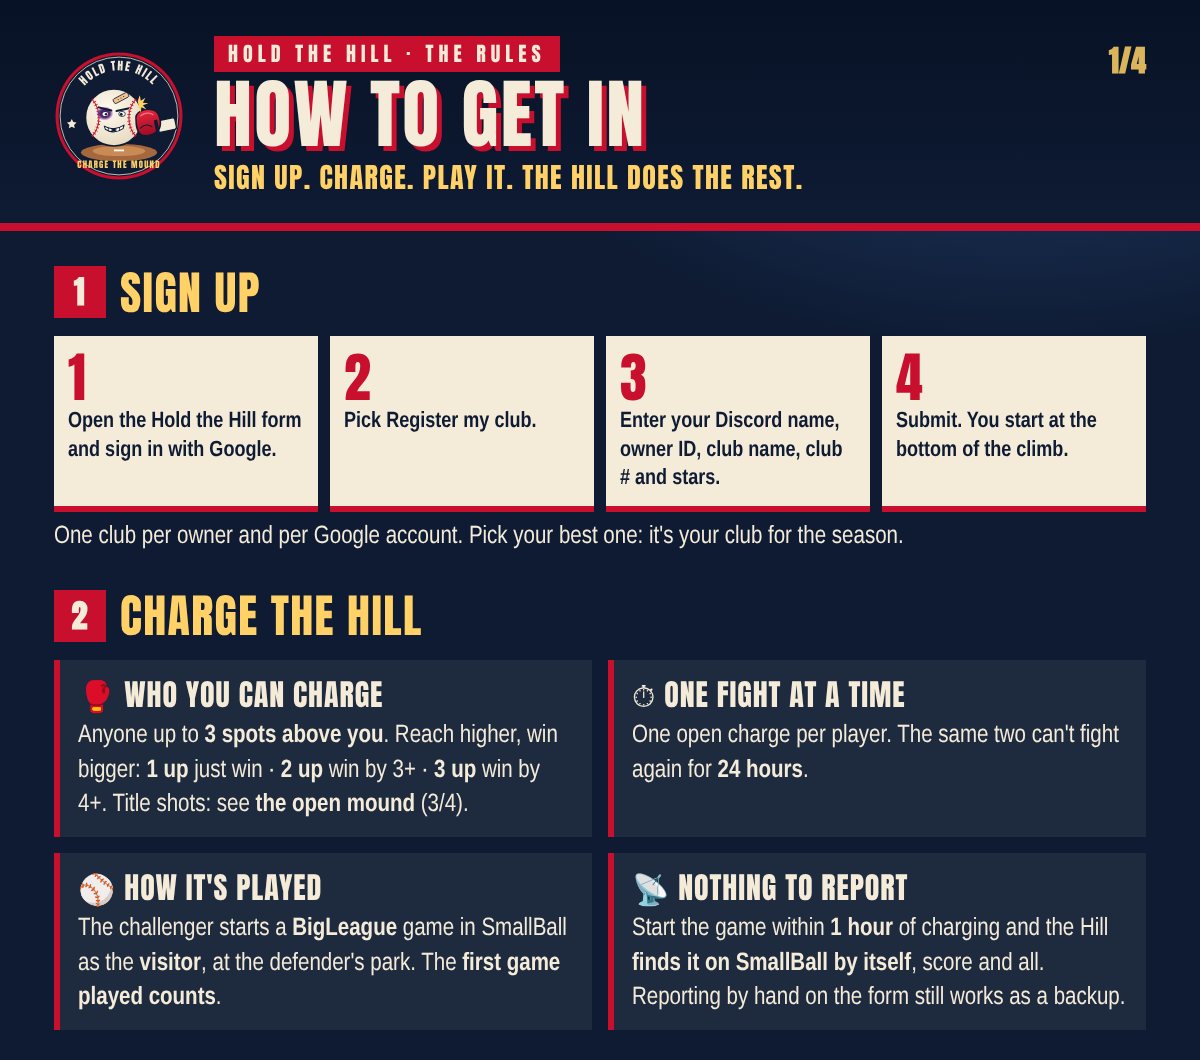 HOLD THE HILL · THE RULES
1/4
HOLD THE HILL
CHARGE THE MOUND
HOW TO GET IN
SIGN UP. CHARGE. PLAY IT. THE HILL DOES THE REST.
1 SIGN UP
1
Open the Hold the Hill form
and sign in with Google.
2
Pick Register my club.
3
Enter your Discord name,
owner ID, club name, club
# and stars.
4
Submit. You start at the
bottom of the climb.
One club per owner and per Google account. Pick your best one: it's your club for the season.
2 CHARGE THE HILL
WHO YOU CAN CHARGE
Anyone up to 3 spots above you. Reach higher, win
bigger: 1 up just win · 2 up win by 3+ · 3 up win by
4+. Title shots: see the open mound (3/4).
ONE FIGHT AT A TIME
One open charge per player. The same two can't fight
again for 24 hours.
HOW IT'S PLAYED
The challenger starts a BigLeague game in SmallBall
as the visitor, at the defender's park. The first game
played counts.
NOTHING TO REPORT
Start the game within 1 hour of charging and the Hill
finds it on SmallBall by itself, score and all.
Reporting by hand on the form still works as a backup.